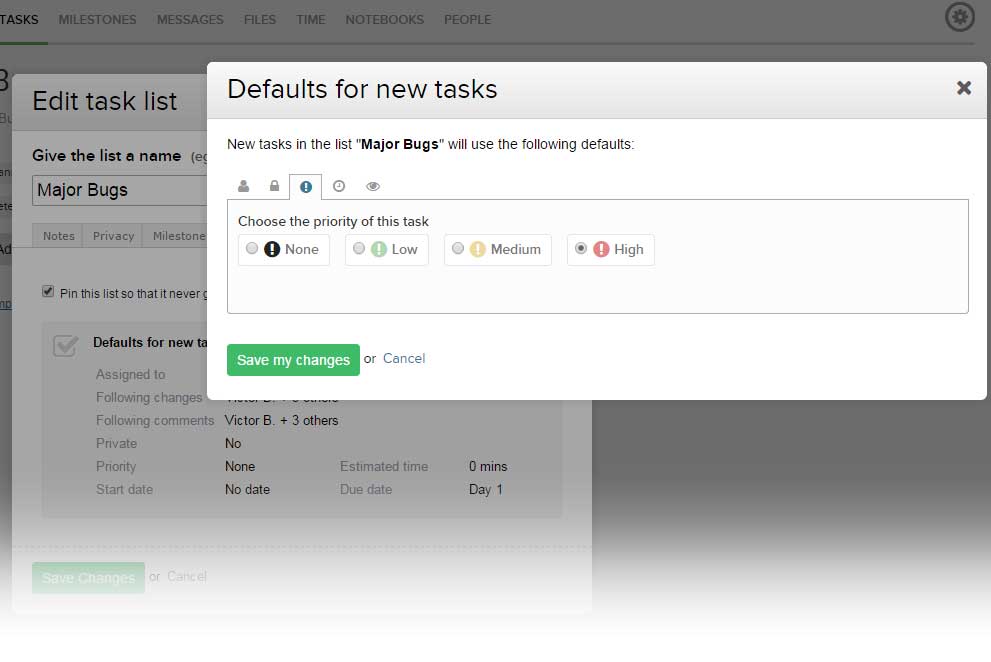 TASKS MILESTONES MESSAGES FILES TIME NOTEBOOKS PEOPLE
Edit task list
Defaults for new tasks
Give the list a name (eg
New tasks in the list "Major Bugs" will use the following defaults:
Major Bugs
Notes Privacy Milestone
Choose the priority of this task
None Low Medium High
Pin this list so that it never
Defaults for new ta
Save my changes or Cancel
Assigned to
Following changes
Following comments Victor B. + 3 others
Private No
Priority None Estimated time 0 mins
Start date No date Due date Day 1
Save Changes or Cancel